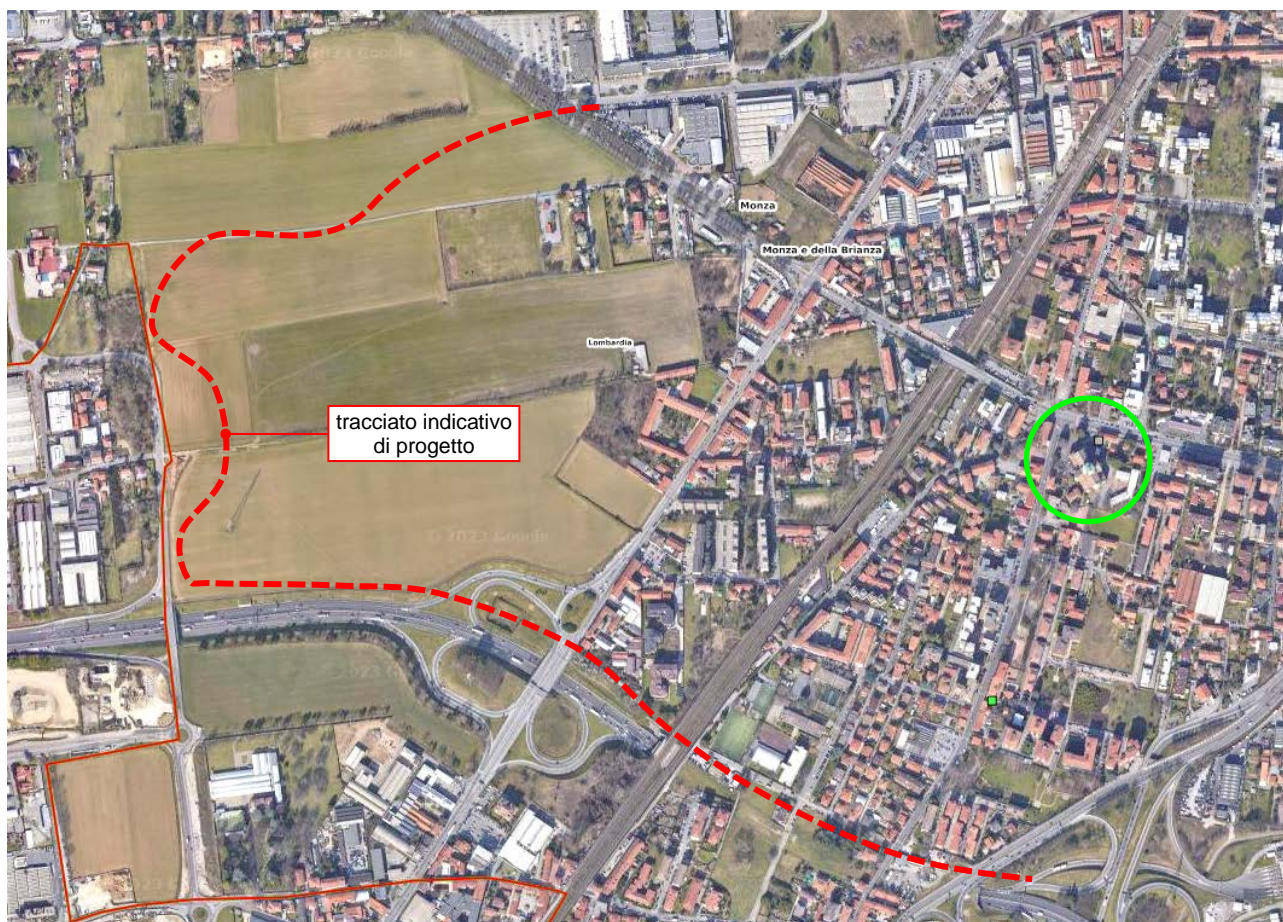 © 2023 Google
Monza
Monza e della Brianza
Lombardia
tracciato indicativo
di progetto
© 2023 Google